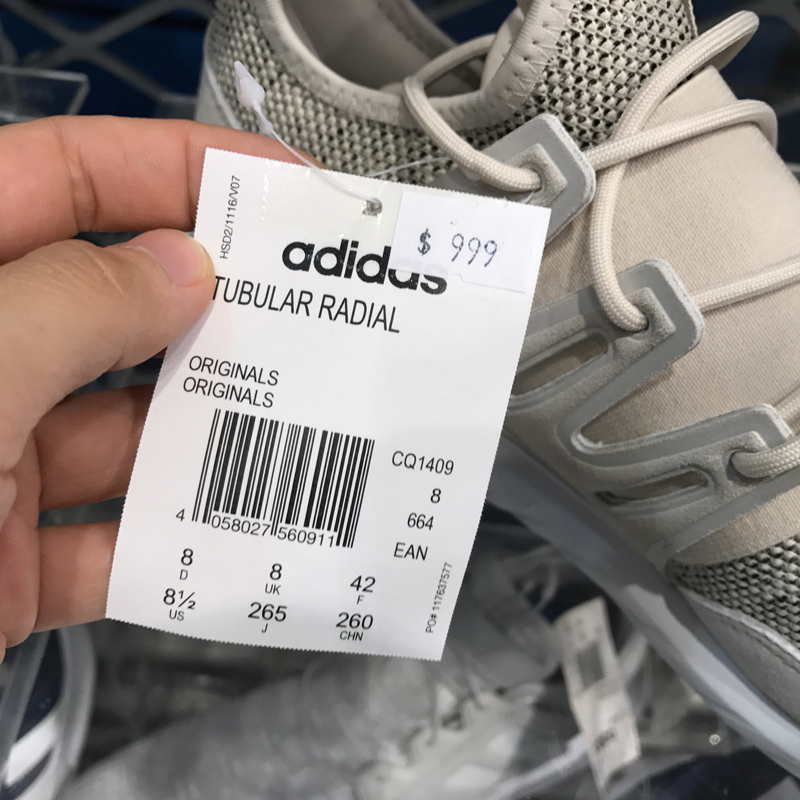 HSD2/1116/V07
$ 999
adidas
TUBULAR RADIAL
ORIGINALS
ORIGINALS
CQ1409
8
664
EAN
4 058027 560911
8 8 42
D UK F
8½ 265 260
US J CHN
PO# 117637577